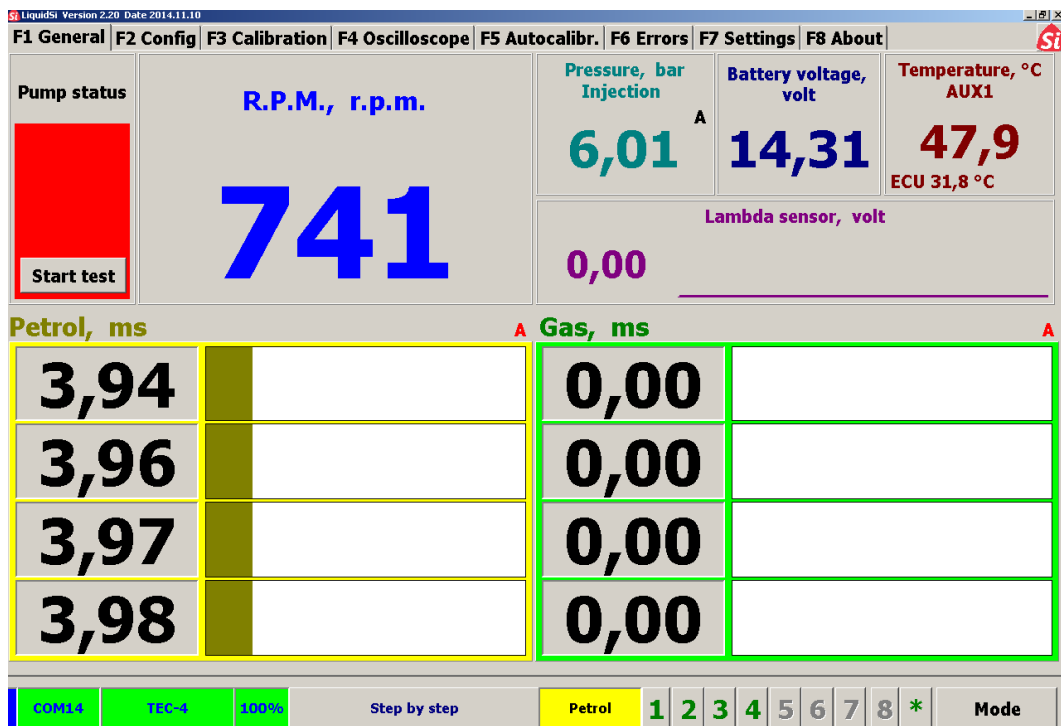 Si LiquidSi Version 2.20 Date 2014.11.10
F1 General F2 Config F3 Calibration F4 Oscilloscope F5 Autocalibr. F6 Errors F7 Settings F8 About Si
Pump status
Start test
R.P.M., r.p.m.
741
Pressure, bar
Injection
A
6,01
Battery voltage,
volt
14,31
Temperature, °C
AUX1
47,9
ECU 31,8 °C
Lambda sensor, volt
0,00
Petrol, ms A
3,94
3,96
3,97
3,98
Gas, ms A
0,00
0,00
0,00
0,00
COM14 TEC-4 100% Step by step Petrol 1 2 3 4 5 6 7 8 * Mode